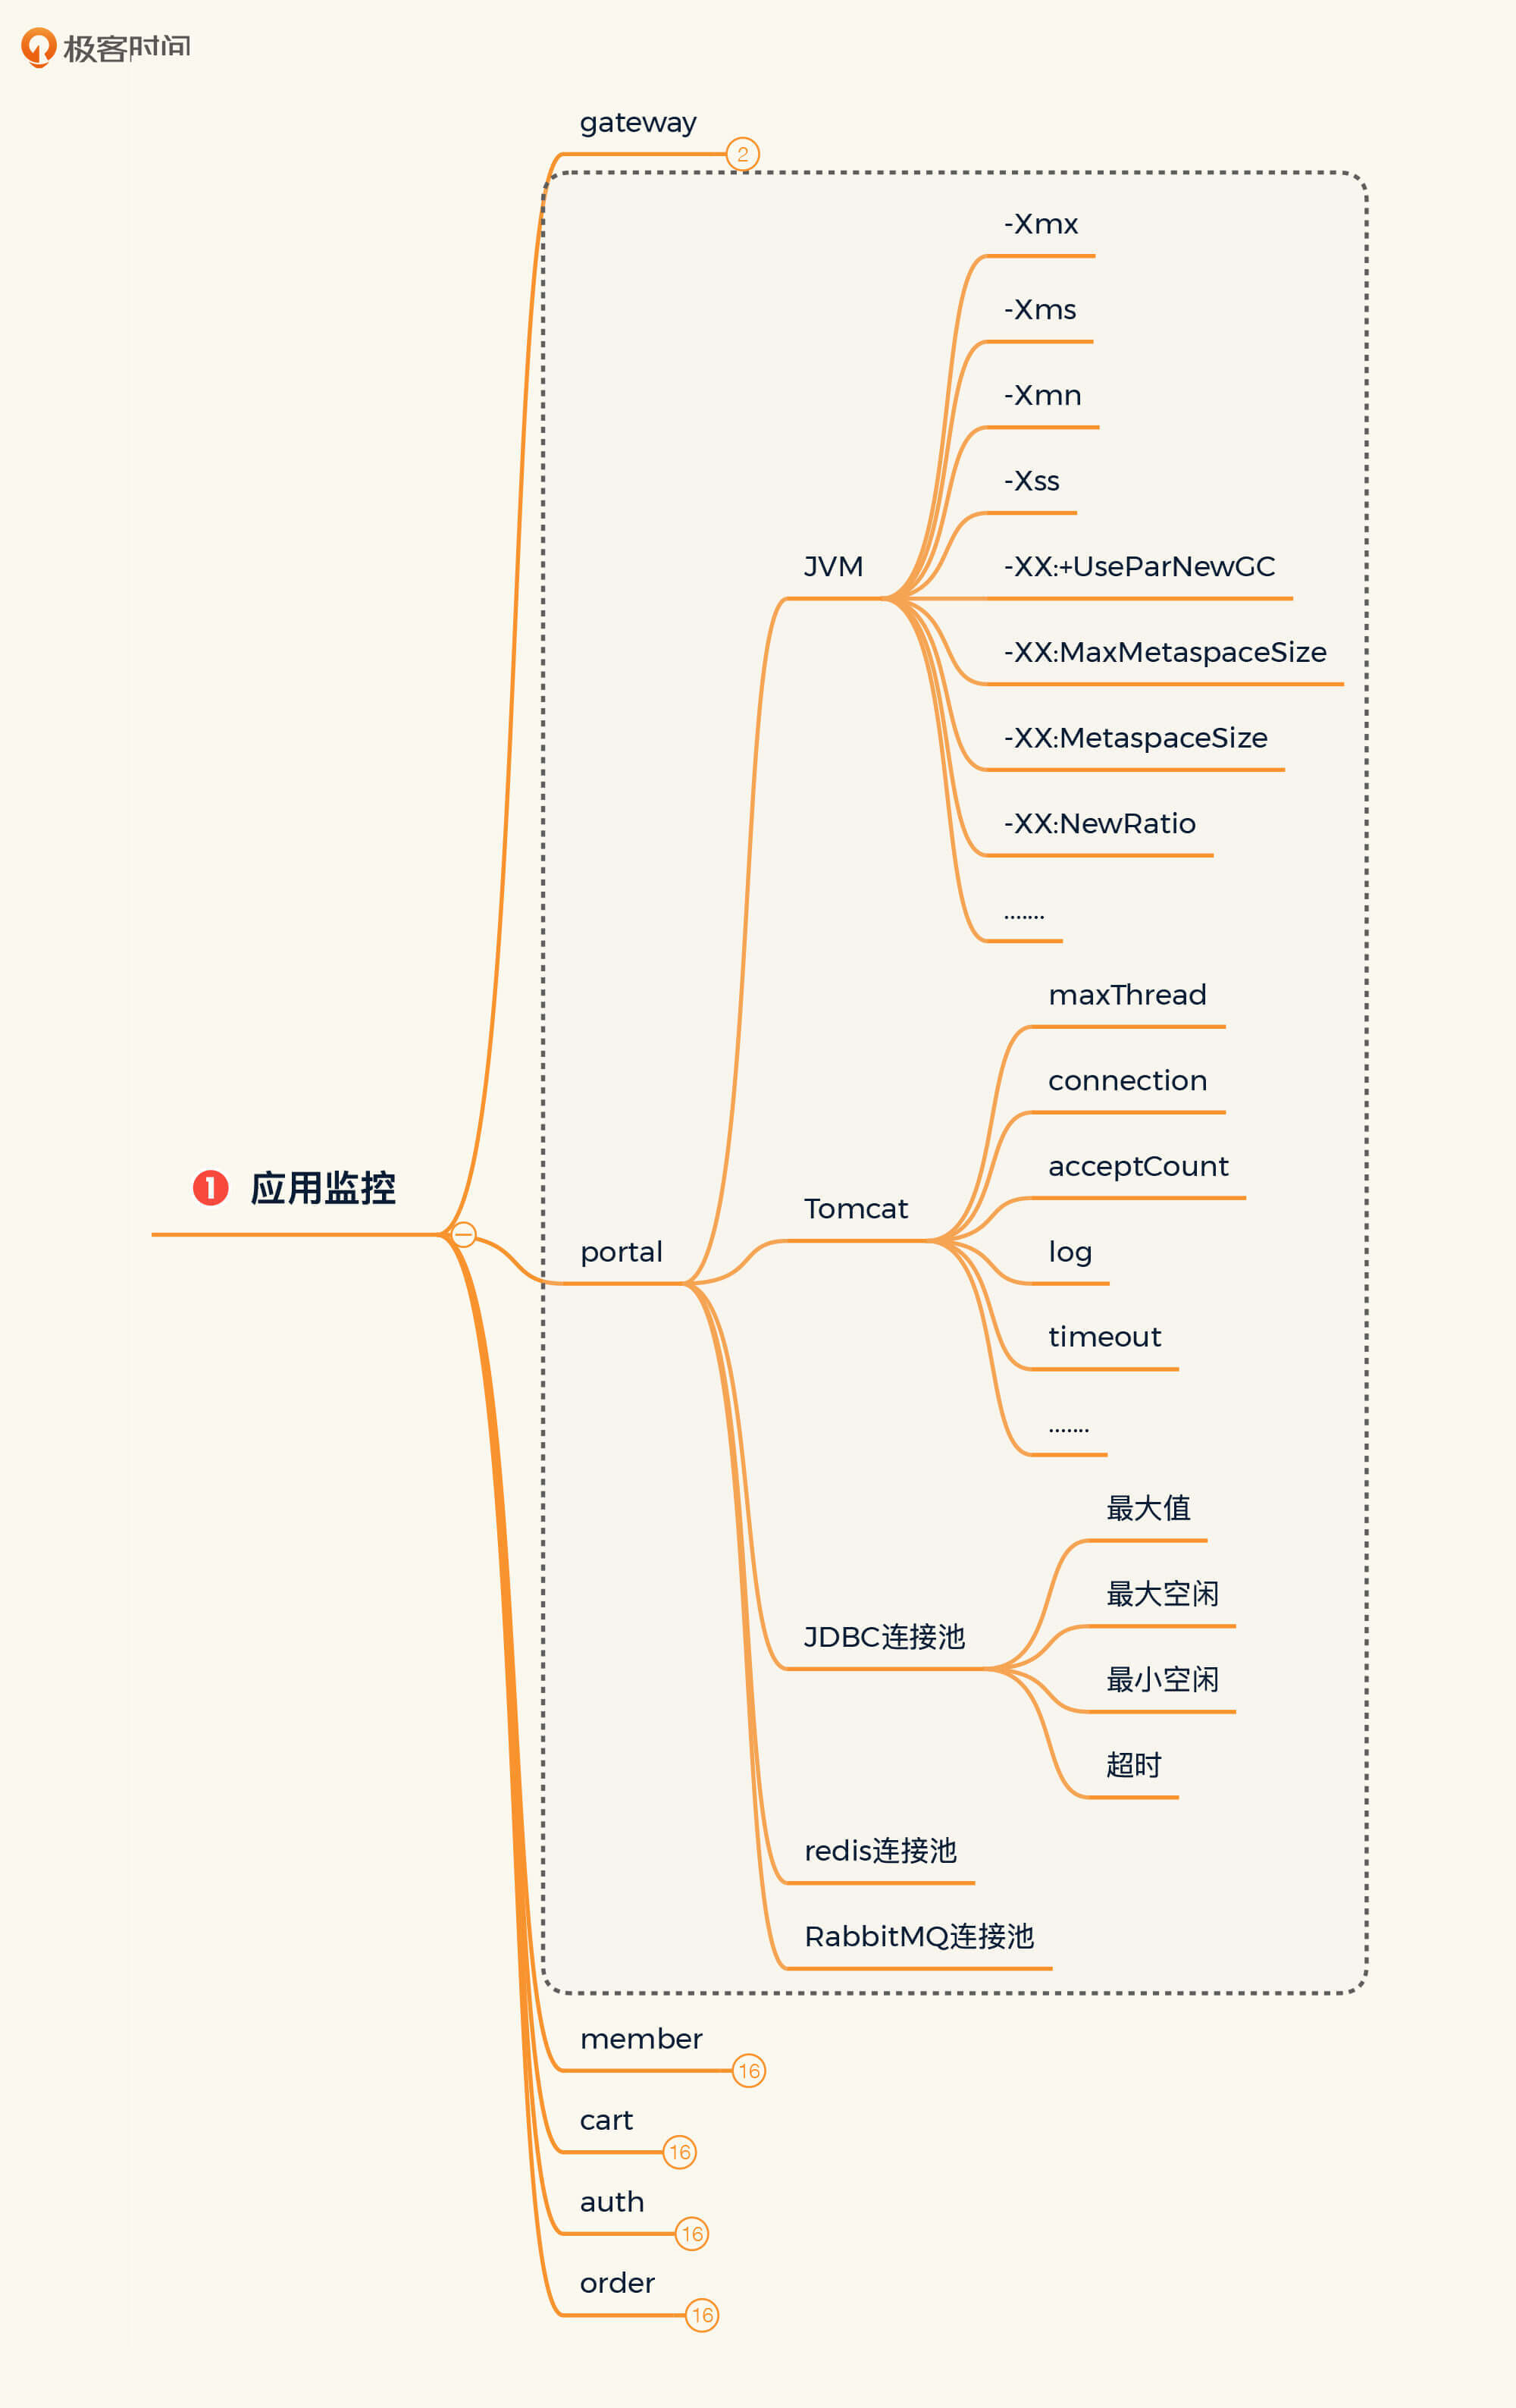 极客时间
gateway
2
-Xmx
-Xms
-Xmn
-Xss
JVM
-XX:+UseParNewGC
-XX:MaxMetaspaceSize
-XX:MetaspaceSize
-XX:NewRatio
.......
maxThread
connection
acceptCount
Tomcat
log
timeout
.......
1 应用监控
portal
最大值
最大空闲
JDBC连接池
最小空闲
超时
redis连接池
RabbitMQ连接池
member
16
cart
16
auth
16
order
16